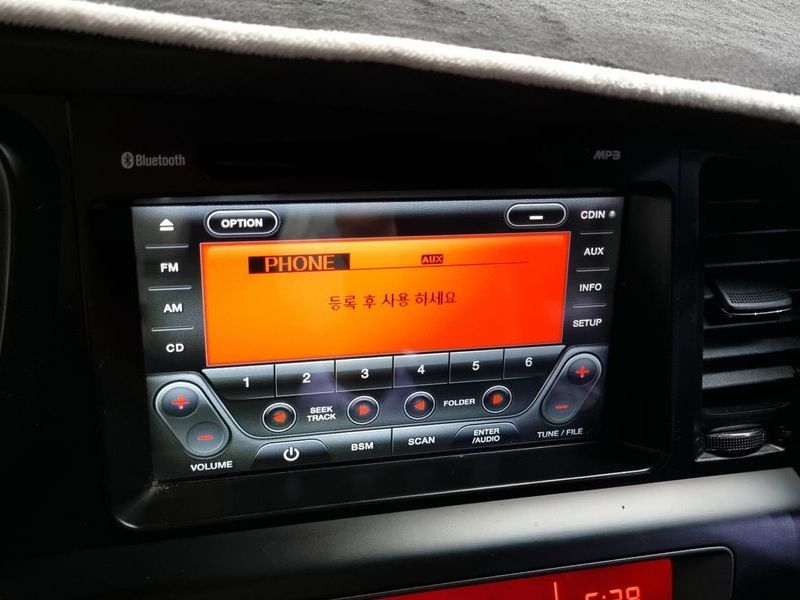 Bluetooth
MP3
OPTION
CDIN
FM
AM
CD
AUX
INFO
SETUP
PHONE AUX
등록 후 사용 하세요
1 2 3 4 5 6
SEEK
TRACK
FOLDER
VOLUME
BSM
SCAN
ENTER
/AUDIO
TUNE / FILE